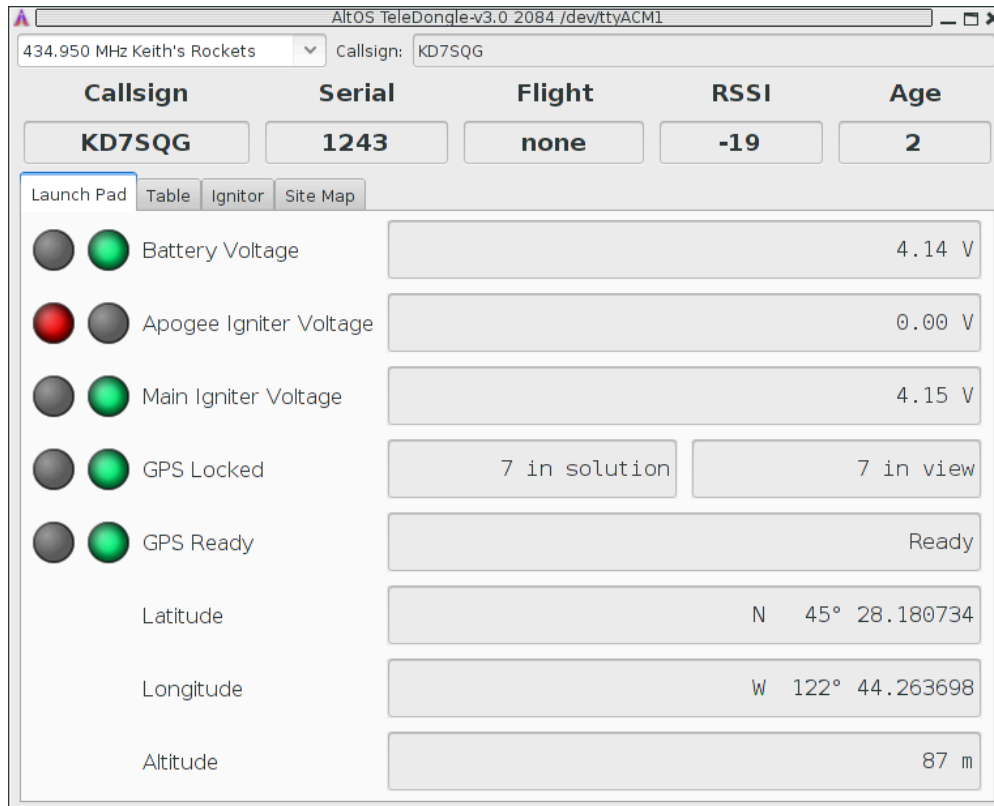 AltOS TeleDongle-v3.0 2084 /dev/ttyACM1
434.950 MHz Keith's Rockets Callsign: KD7SQG
Callsign Serial Flight RSSI Age
KD7SQG 1243 none -19 2
Launch Pad Table Ignitor Site Map
Battery Voltage 4.14 V
Apogee Igniter Voltage 0.00 V
Main Igniter Voltage 4.15 V
GPS Locked 7 in solution 7 in view
GPS Ready Ready
Latitude N 45° 28.180734
Longitude W 122° 44.263698
Altitude 87 m